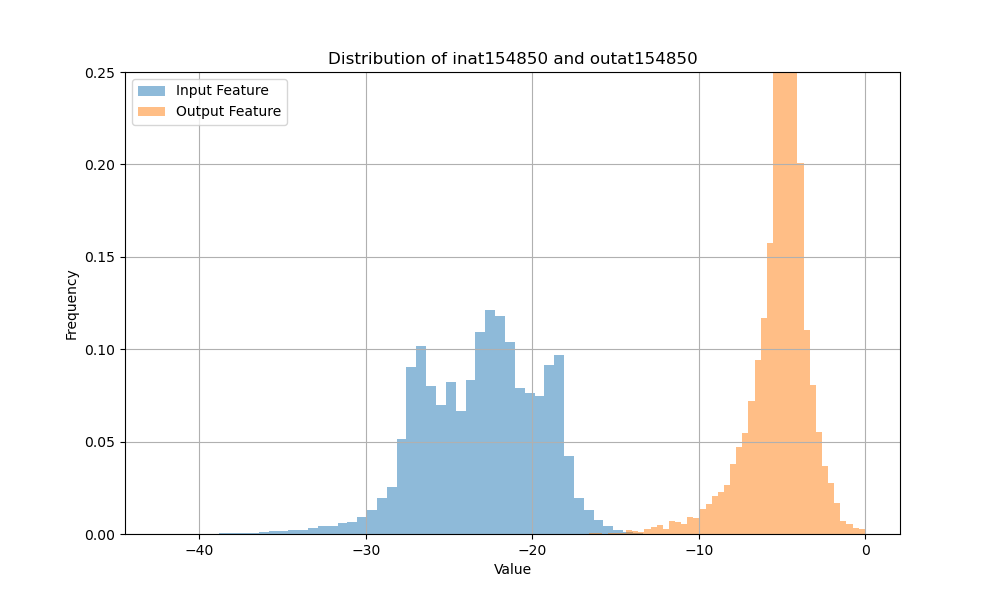 Distribution of inat154850 and outat154850
Input Feature
Output Feature
0.25
0.20
0.15
0.10
0.05
0.00
Frequency
−40
−30
−20
−10
0
Value